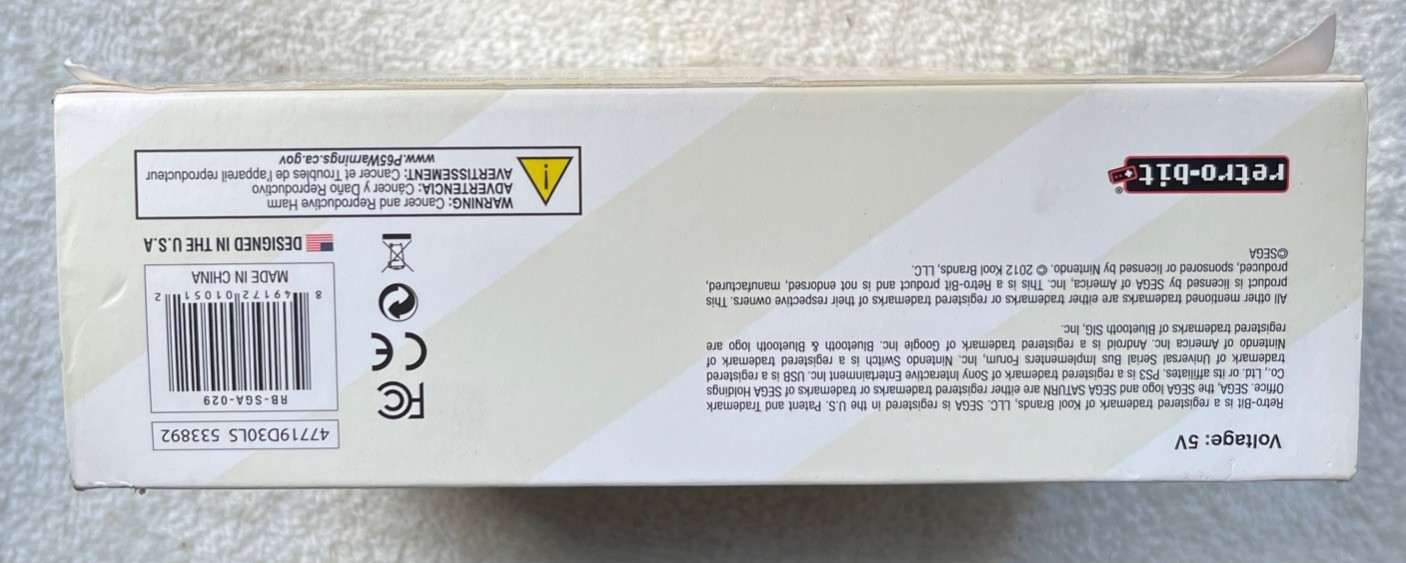 Voltage: 5V
Retro-Bit is a registered trademark of Kool Brands, LLC. SEGA is registered in the U.S. Patent and Trademark
Office. SEGA, the SEGA logo and SEGA SATURN are either registered trademarks or trademarks of SEGA Holdings
Co., Ltd. or its affiliates. PS3 is a registered trademark of Sony Interactive Entertainment Inc. USB is a registered
trademark of Universal Serial Bus Implementers Forum, Inc. Nintendo Switch is a registered trademark of
Nintendo of America Inc. Android is a registered trademark of Google Inc. Bluetooth & Bluetooth logo are
registered trademarks of Bluetooth SIG, Inc.
All other mentioned trademarks are either trademarks or registered trademarks of their respective owners. This
product is licensed by SEGA of America, Inc. This is a Retro-Bit product and is not endorsed, manufactured,
produced, sponsored or licensed by Nintendo. © 2012 Kool Brands, LLC.
©SEGA
retro-bit®
FC
CE
47719D30LS 533892
RB-SGA-029
8 49172 01051 2
MADE IN CHINA
DESIGNED IN THE U.S.A
WARNING: Cancer and Reproductive Harm
ADVERTENCIA: Cáncer y Daño Reproductivo
AVERTISSEMENT: Cancer et Troubles de l'appareil reproducteur
www.P65Warnings.ca.gov